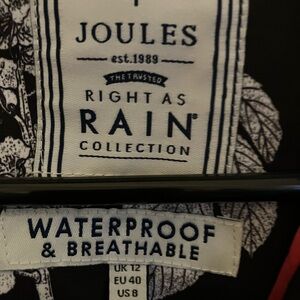 JOULES
est.1989
THE TRUSTED
RIGHT AS
RAIN®
COLLECTION
WATERPROOF
& BREATHABLE
UK 12
EU 40
US 8